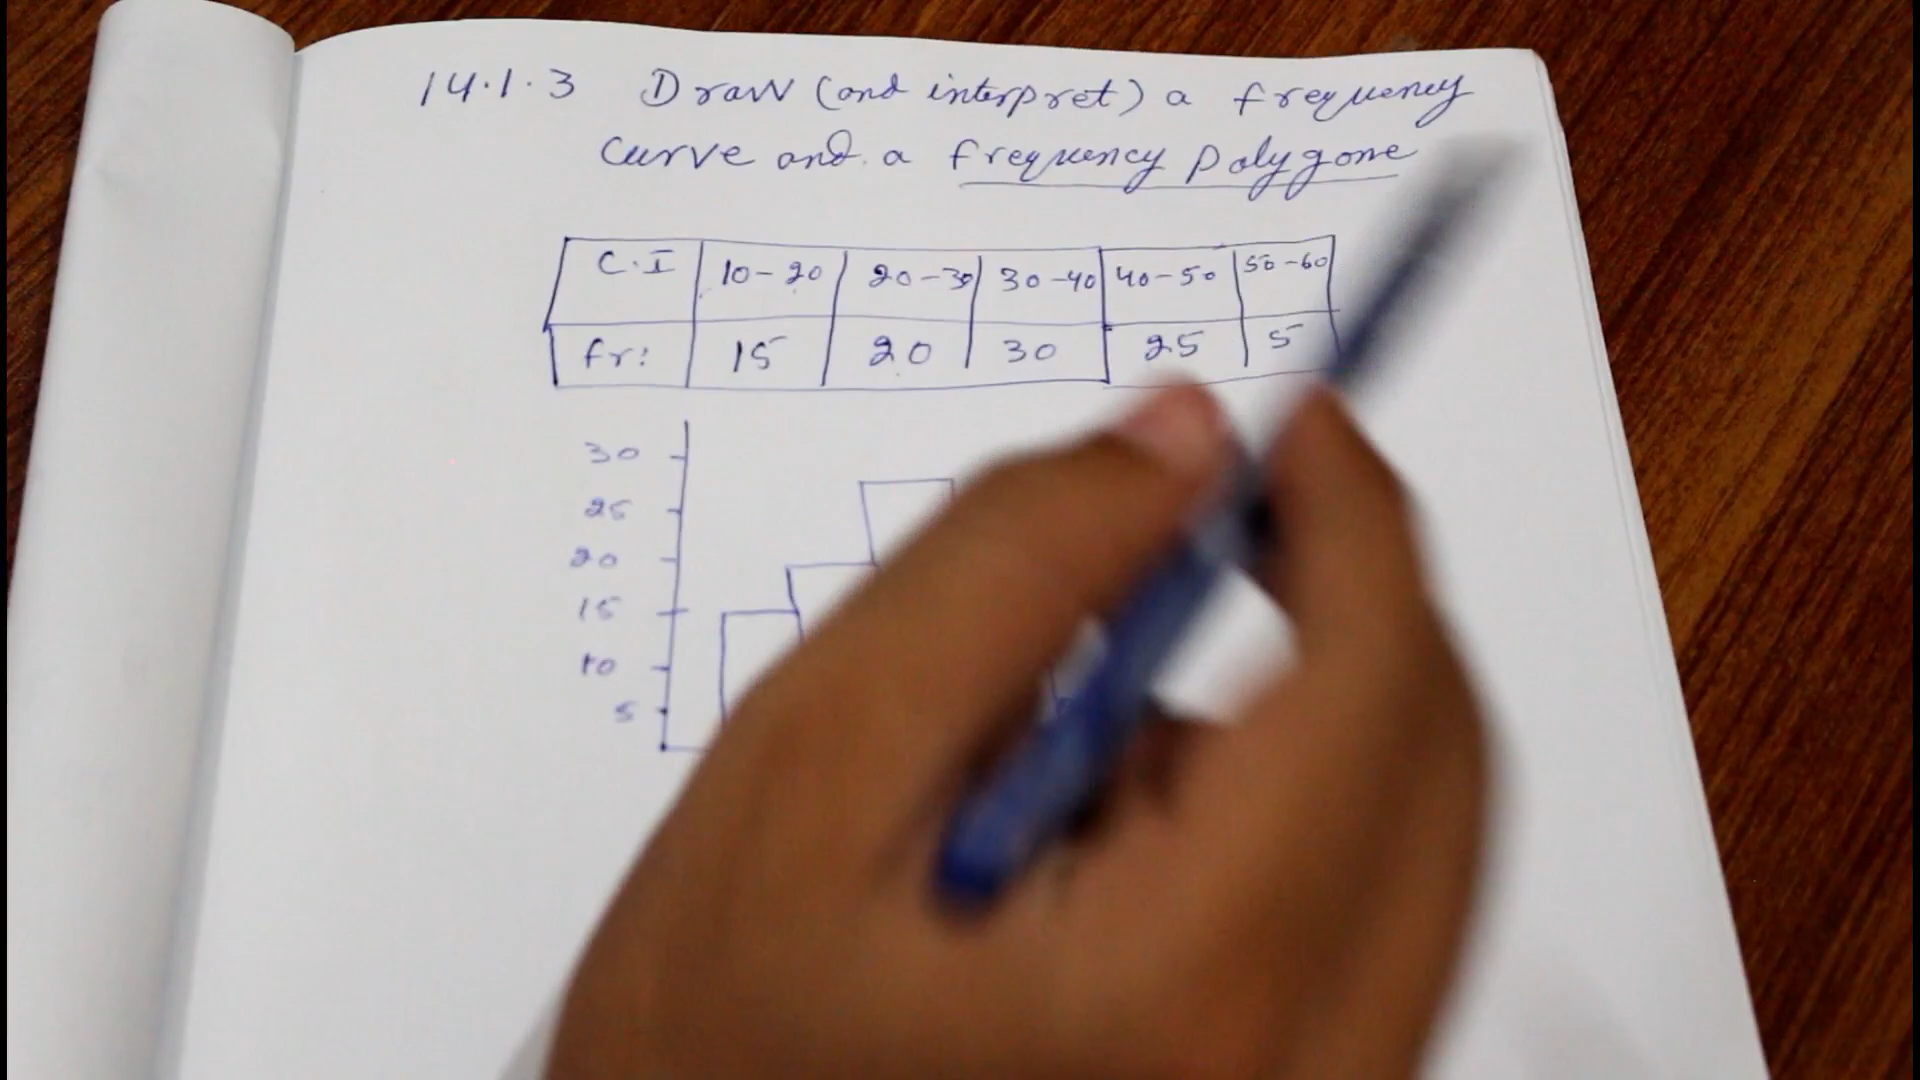 14.1.3 Draw (and interpret) a frequency
curve and a frequency polygone
C.I 10-20 20-30 30-40 40-50 50-60
fr: 15 20 30 25 5
30
25
20
15
10
5